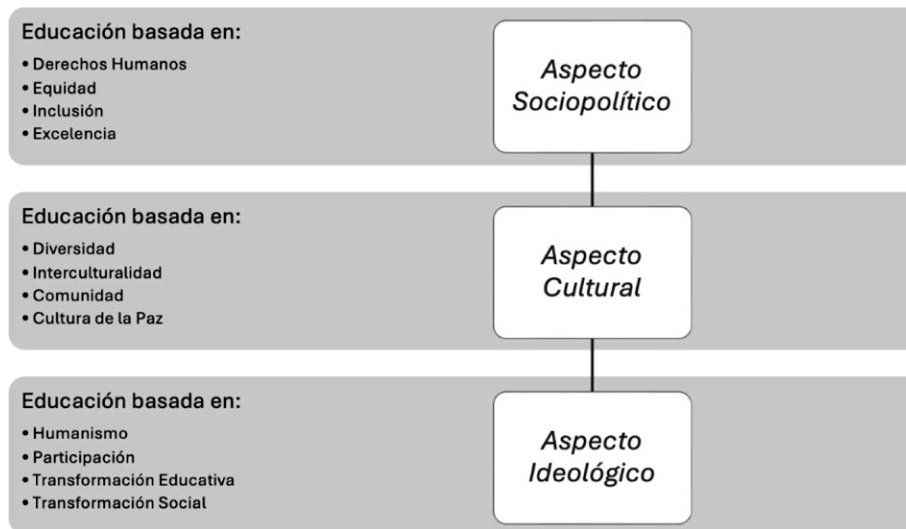 Educación basada en:
• Derechos Humanos
• Equidad
• Inclusión
• Excelencia
Aspecto
Sociopolítico
Educación basada en:
• Diversidad
• Interculturalidad
• Comunidad
• Cultura de la Paz
Aspecto
Cultural
Educación basada en:
• Humanismo
• Participación
• Transformación Educativa
• Transformación Social
Aspecto
Ideológico